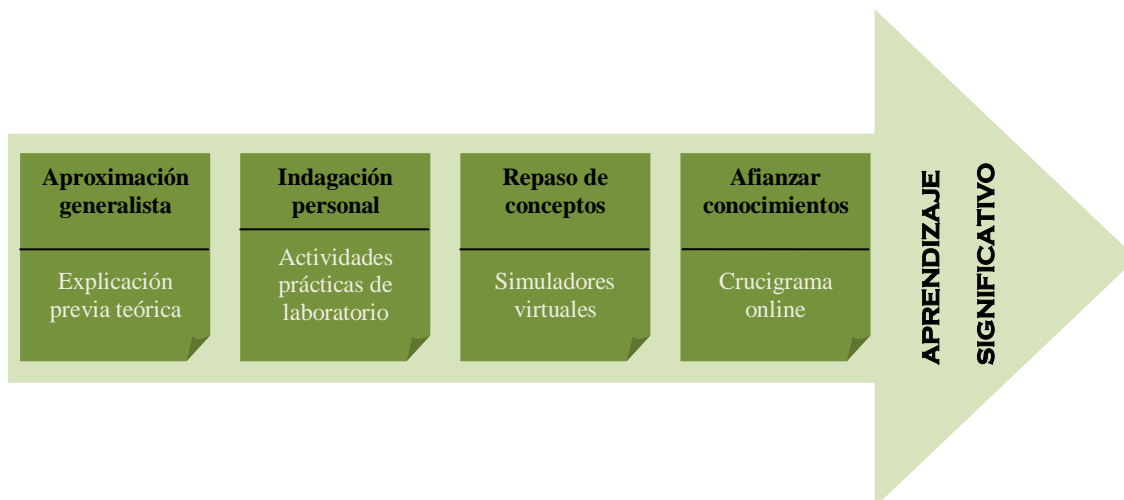 Aproximación
generalista
Explicación
previa teórica
Indagación
personal
Actividades
prácticas de
laboratorio
Repaso de
conceptos
Simuladores
virtuales
Afianzar
conocimientos
Crucigrama
online
APRENDIZAJE
SIGNIFICATIVO